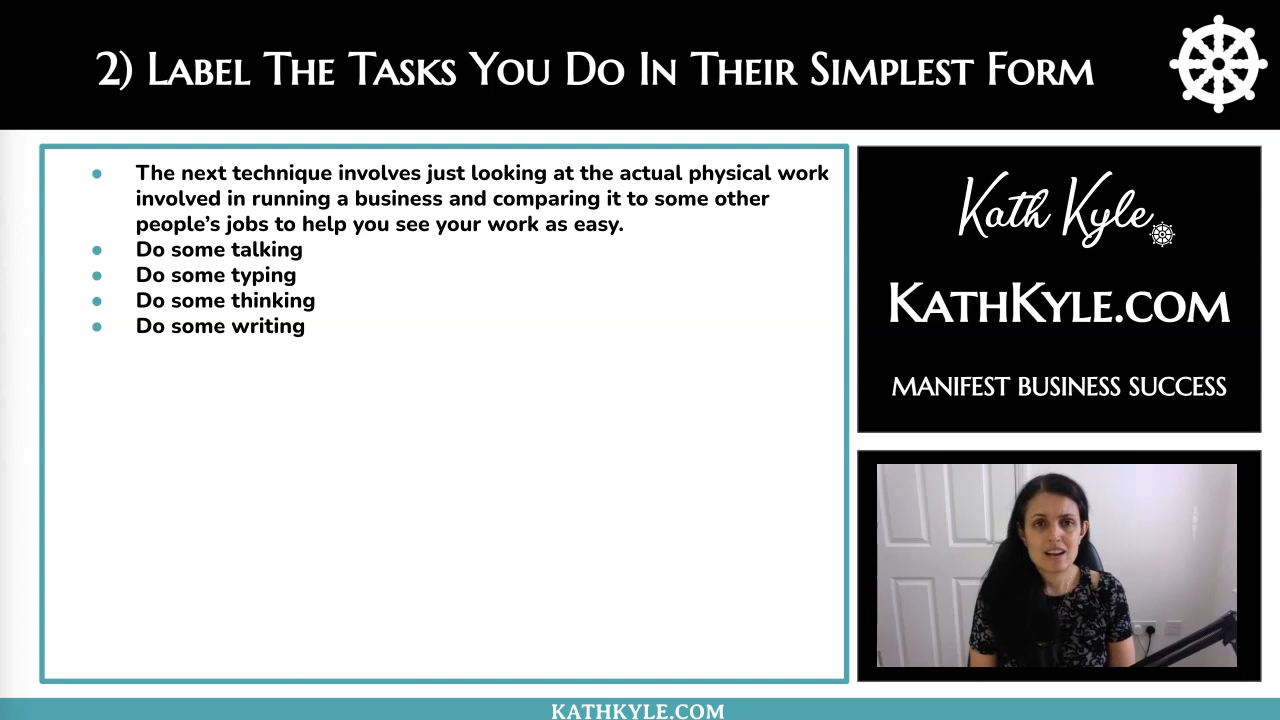 2) Label The Tasks You Do In Their Simplest Form
The next technique involves just looking at the actual physical work
involved in running a business and comparing it to some other
people’s jobs to help you see your work as easy.
Do some talking
Do some typing
Do some thinking
Do some writing
Kath Kyle
KathKyle.com
MANIFEST BUSINESS SUCCESS
KATHKYLE.COM